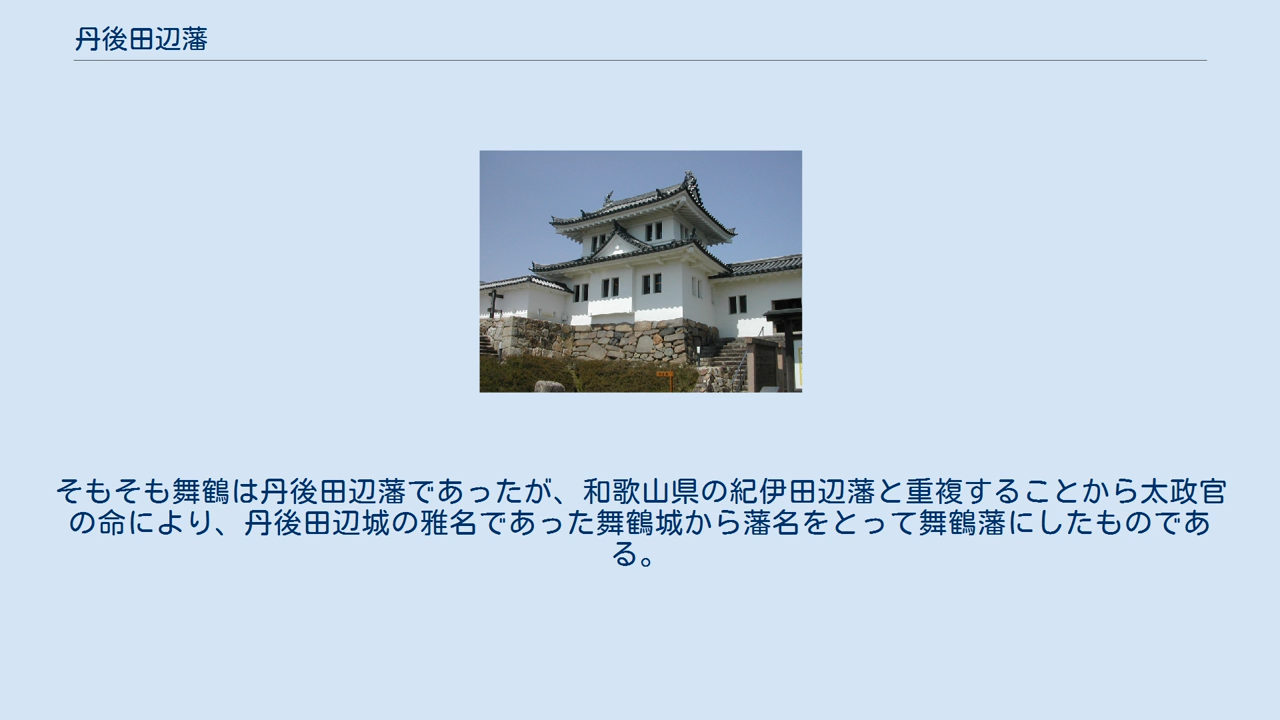 丹後田辺藩
そもそも舞鶴は丹後田辺藩であったが、和歌山県の紀伊田辺藩と重複することから太政官
の命により、丹後田辺城の雅名であった舞鶴城から藩名をとって舞鶴藩にしたものであ
る。